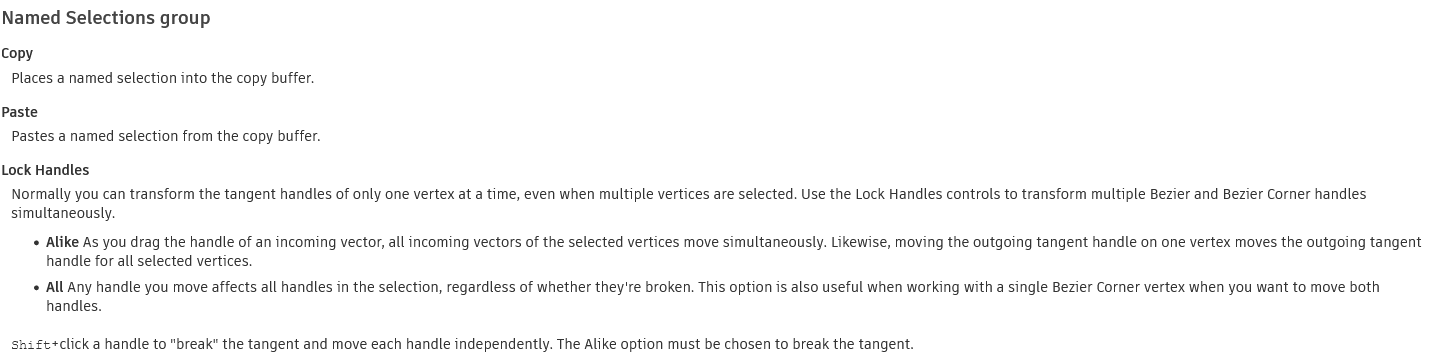 Named Selections group
Copy
Places a named selection into the copy buffer.
Paste
Pastes a named selection from the copy buffer.
Lock Handles
Normally you can transform the tangent handles of only one vertex at a time, even when multiple vertices are selected. Use the Lock Handles controls to transform multiple Bezier and Bezier Corner handles
simultaneously.
• Alike As you drag the handle of an incoming vector, all incoming vectors of the selected vertices move simultaneously. Likewise, moving the outgoing tangent handle on one vertex moves the outgoing tangent
handle for all selected vertices.
• All Any handle you move affects all handles in the selection, regardless of whether they're broken. This option is also useful when working with a single Bezier Corner vertex when you want to move both
handles.
Shift+click a handle to "break" the tangent and move each handle independently. The Alike option must be chosen to break the tangent.